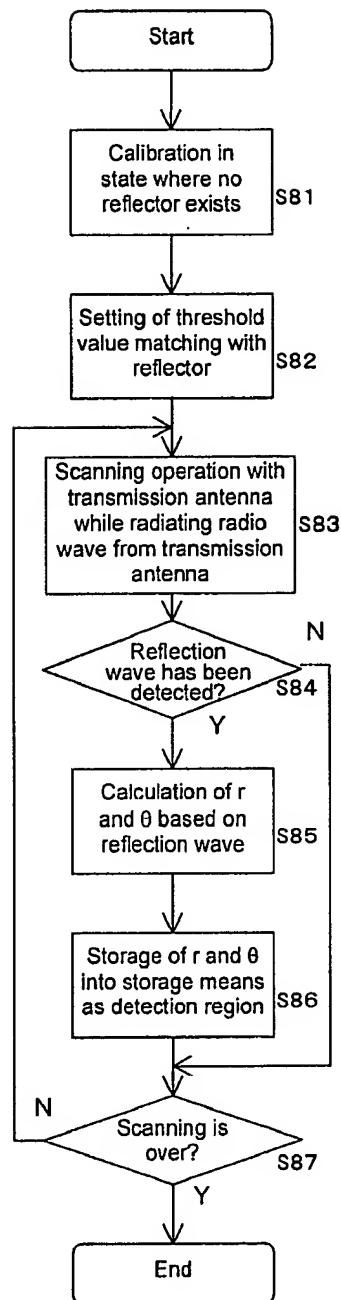 Start
Calibration in
state where no
reflector exists
S81
Setting of threshold
value matching with
reflector
S82
Scanning operation with
transmission antenna
while radiating radio
wave from transmission
antenna
S83
Reflection
wave has been
detected?
N
S84
Y
Calculation of r
and θ based on
reflection wave
S85
Storage of r and θ
into storage means
as detection region
S86
N
Scanning is
over?
S87
Y
End